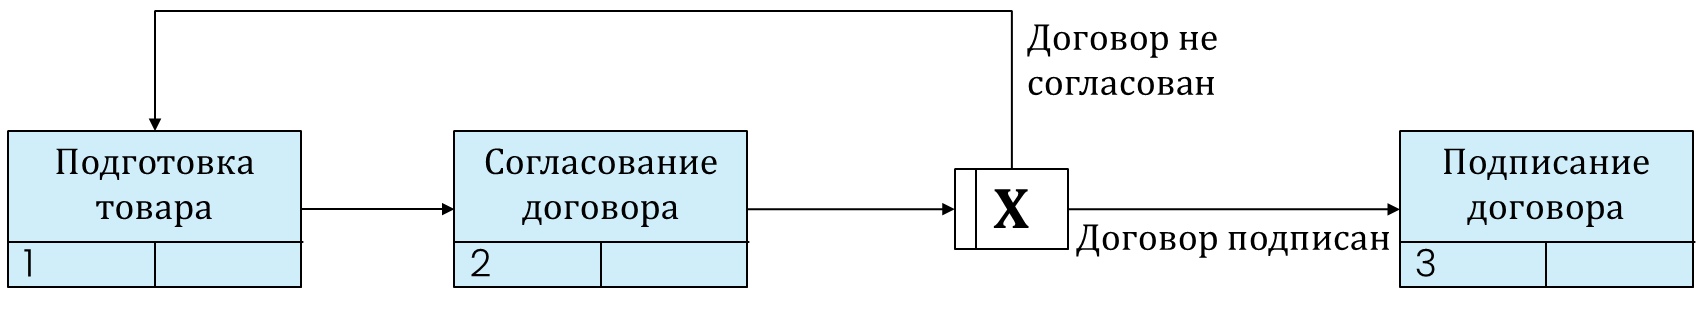 Договор не
согласован
Подготовка
товара
1
Согласование
договора
2
X
Договор подписан
Подписание
договора
3